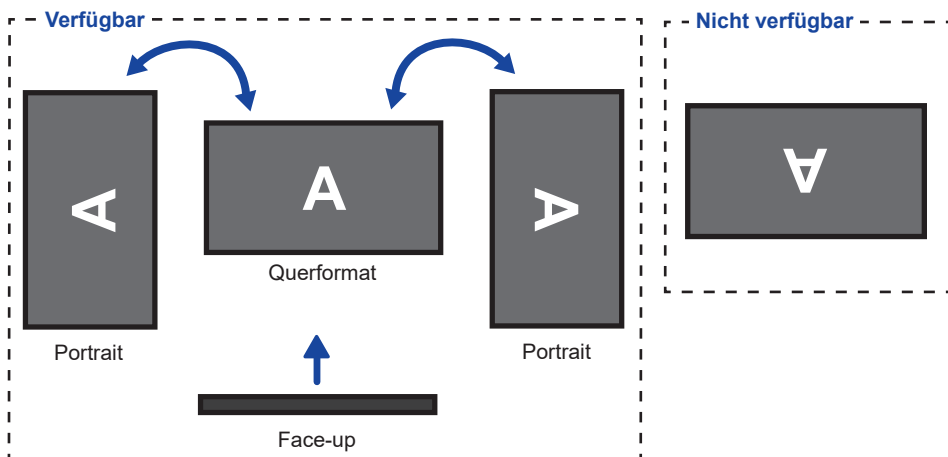 Verfügbar
Nicht verfügbar
A
A
A
A
Querformat
Portrait
Portrait
Face-up